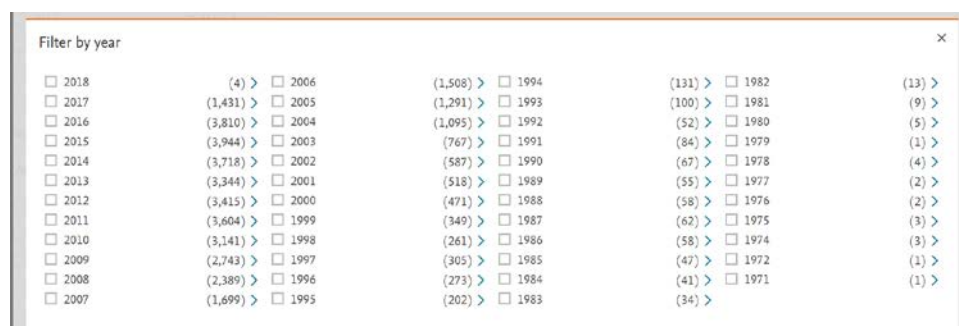 Filter by year ×
2018 (4) > 2006 (1,508) > 1994 (131) > 1982 (13) >
2017 (1,431) > 2005 (1,291) > 1993 (100) > 1981 (9) >
2016 (3,810) > 2004 (1,095) > 1992 (52) > 1980 (5) >
2015 (3,944) > 2003 (767) > 1991 (84) > 1979 (1) >
2014 (3,718) > 2002 (587) > 1990 (67) > 1978 (4) >
2013 (3,344) > 2001 (518) > 1989 (55) > 1977 (2) >
2012 (3,415) > 2000 (471) > 1988 (58) > 1976 (2) >
2011 (3,604) > 1999 (349) > 1987 (62) > 1975 (3) >
2010 (3,141) > 1998 (261) > 1986 (58) > 1974 (3) >
2009 (2,743) > 1997 (305) > 1985 (47) > 1972 (1) >
2008 (2,389) > 1996 (273) > 1984 (41) > 1971 (1) >
2007 (1,699) > 1995 (202) > 1983 (34) >